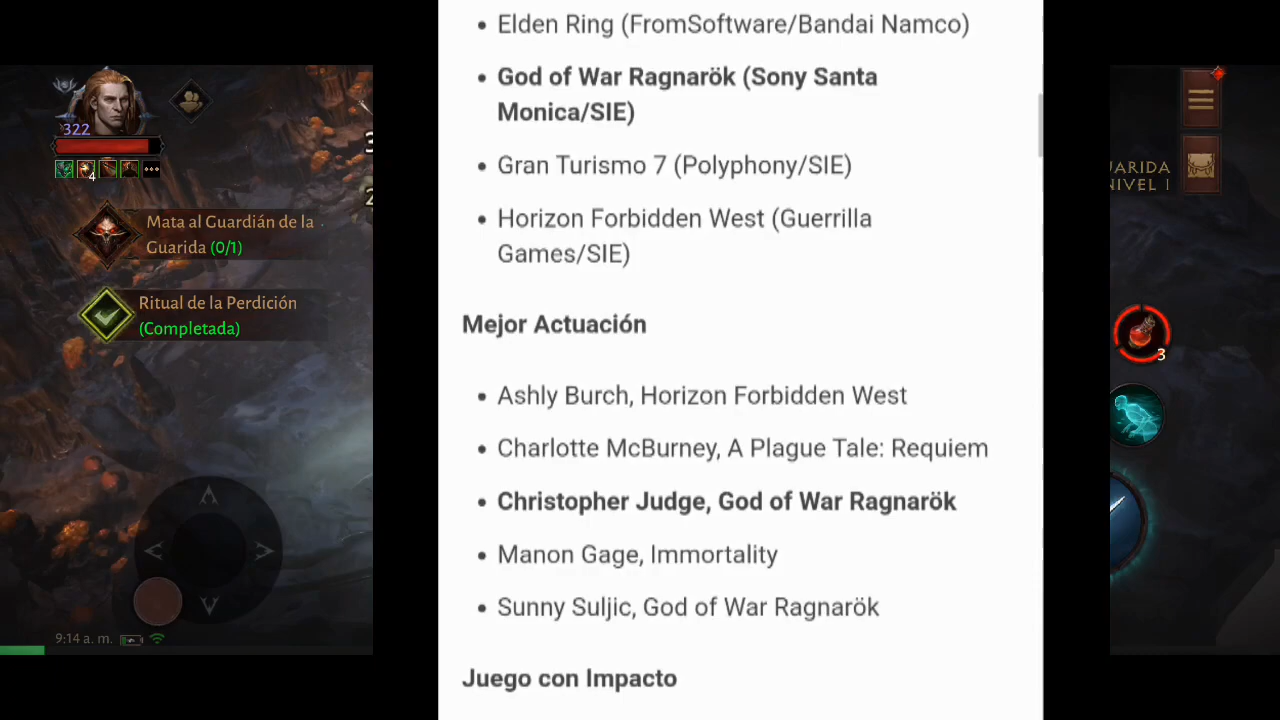 322
4
Mata al Guardián de la
Guarida (0/1)
Ritual de la Perdición
(Completada)
9:14 a. m.
Elden Ring (FromSoftware/Bandai Namco)
God of War Ragnarök (Sony Santa
Monica/SIE)
Gran Turismo 7 (Polyphony/SIE)
Horizon Forbidden West (Guerrilla
Games/SIE)
Mejor Actuación
Ashly Burch, Horizon Forbidden West
Charlotte McBurney, A Plague Tale: Requiem
Christopher Judge, God of War Ragnarök
Manon Gage, Immortality
Sunny Suljic, God of War Ragnarök
Juego con Impacto
UARIDA
NIVEL 1
3